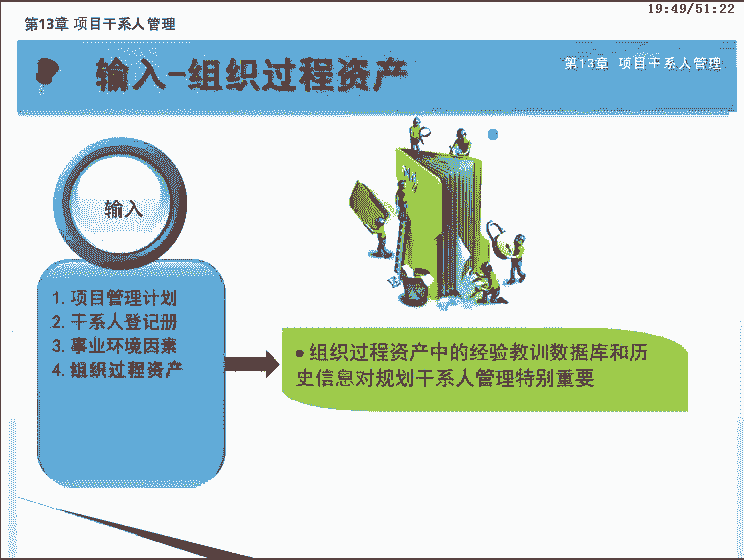 19:49/51:22
第13章 项目干系人管理
输入-组织过程资产
第13章 项目干系人管理
输入
1. 项目管理计划
2. 干系人登记册
3. 事业环境因素
4. 组织过程资产
• 组织过程资产中的经验教训数据库和历
史信息对规划干系人管理特别重要